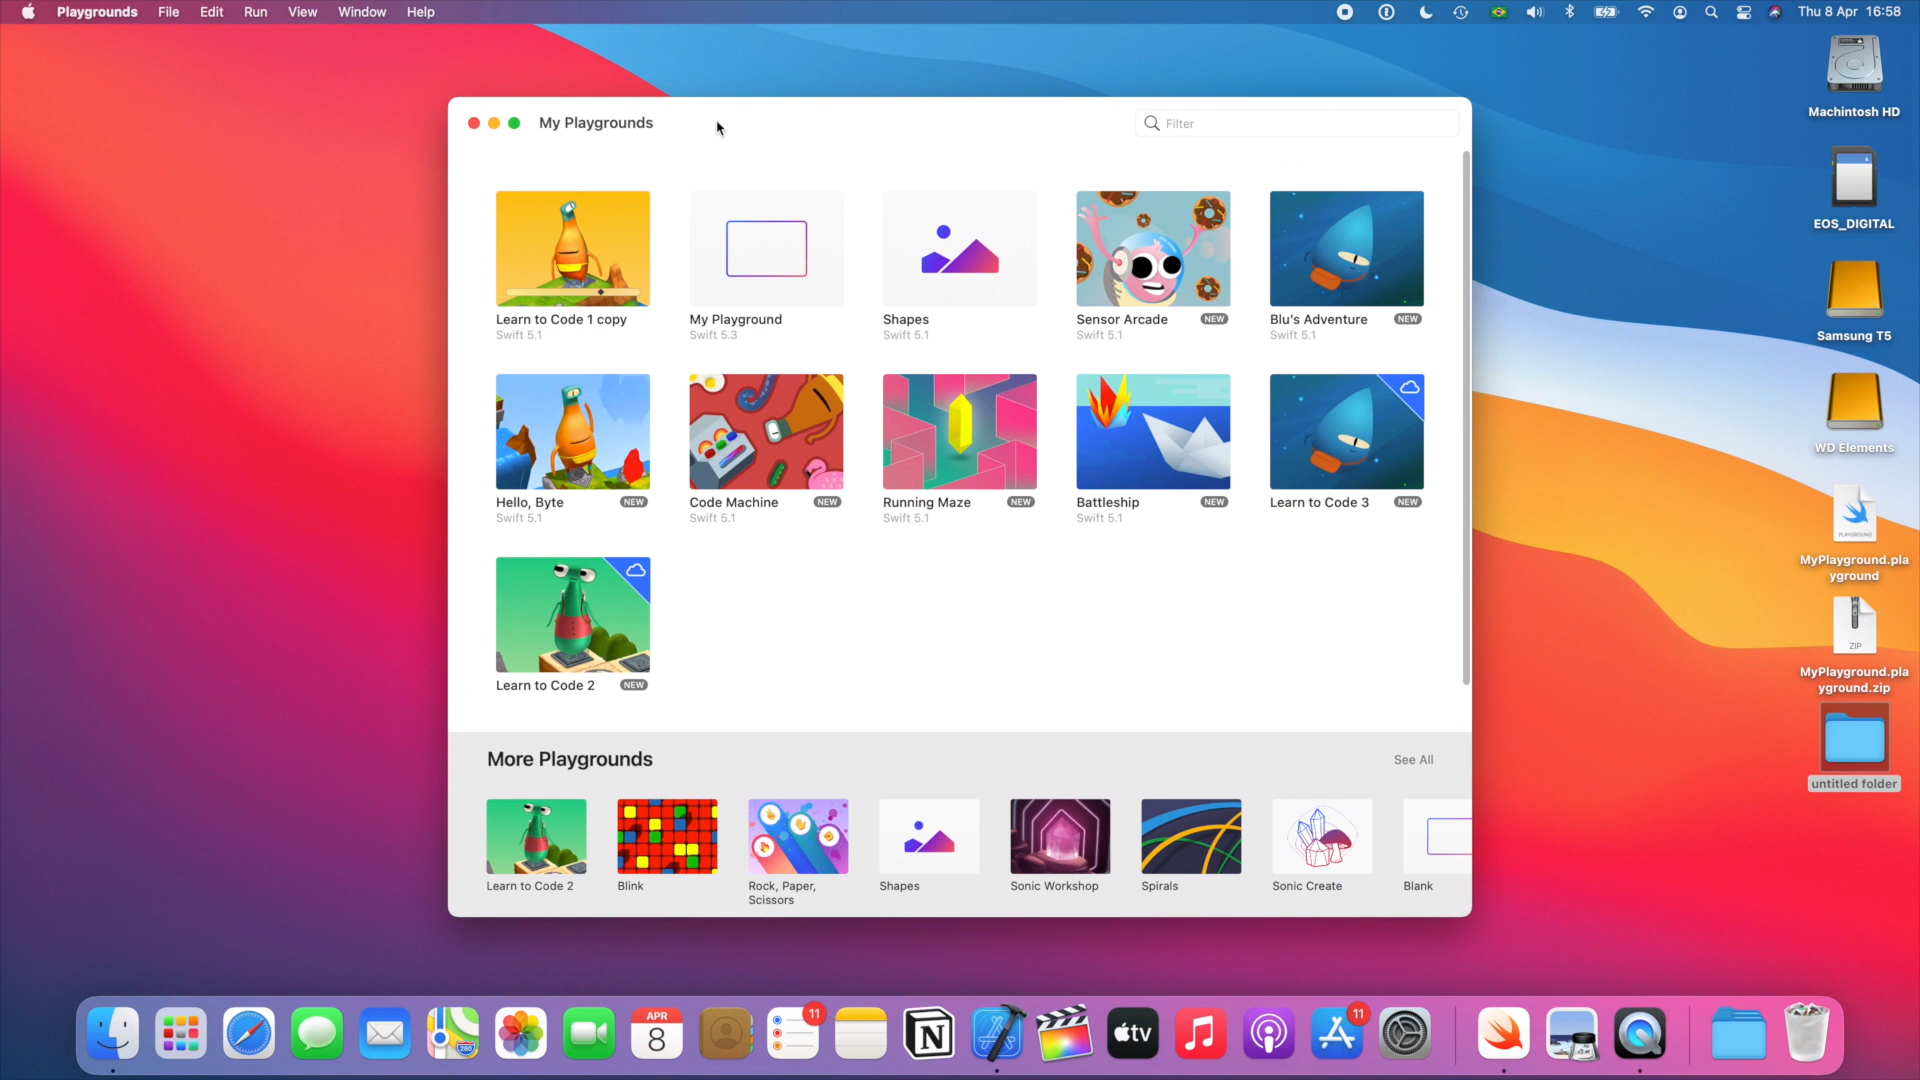 Playgrounds File Edit Run View Window Help
Thu 8 Apr 16:58
My Playgrounds
Filter
Learn to Code 1 copy
Swift 5.1
My Playground
Swift 5.3
Shapes
Swift 5.1
Sensor Arcade NEW
Swift 5.1
Blu's Adventure NEW
Swift 5.1
Hello, Byte NEW
Swift 5.1
Code Machine NEW
Swift 5.1
Running Maze NEW
Swift 5.1
Battleship NEW
Swift 5.1
Learn to Code 3 NEW
Learn to Code 2 NEW
More Playgrounds
See All
Learn to Code 2
Blink
Rock, Paper,
Scissors
Shapes
Sonic Workshop
Spirals
Sonic Create
Blank
Machintosh HD
EOS_DIGITAL
Samsung T5
WD Elements
PLAYGROUND
MyPlayground.pla
yground
ZIP
MyPlayground.pla
yground.zip
untitled folder
280
APR
8
11
N
tv
11